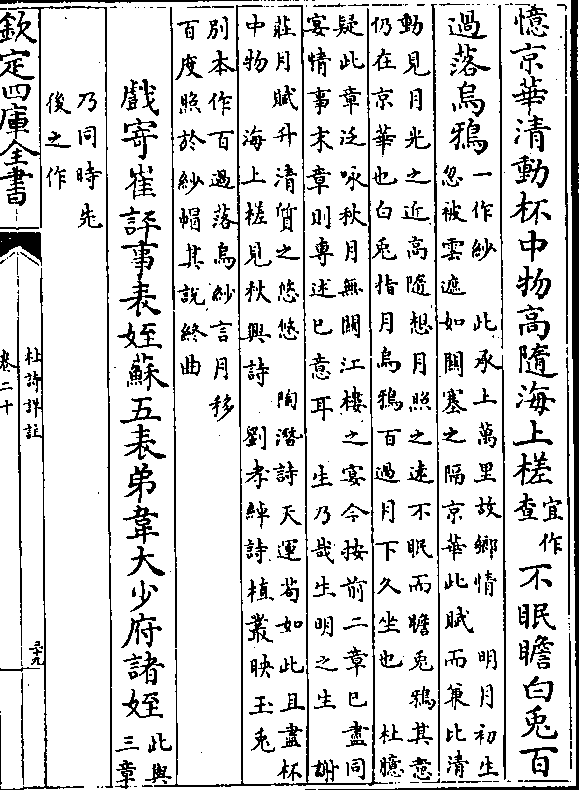 憶京華清動杯中物高隨海上槎宜作查不眠瞻白兎百
過落烏鴉一作紗 此承上萬里故鄉情 明月初生
忽被雲遮如關塞之隔京華此賦而兼比清
動見月光之近高隨想月照之遠不眠而瞻兎鴉其意
仍在京華也白兎指月烏鴉百過月下久坐也 杜臆
疑此章泛咏秋月無關江樓之宴今按前二章已盡同
宴情事末章則專述已意耳 生乃哉生明之生 謝
莊月賦升清質之悠悠 陶潛詩天運茍如此且盡杯
中物 海上槎見秋興詩 劉孝綽詩植叢映玉兎
别本作百過落烏紗言月移
百度照於紗帽其說終曲
戲寄崔評事表姪蘇五表弟韋大少府諸姪此與
三章
乃同時先
後之作
欽定四庫全書
杜詩詳註
卷二十
三十九